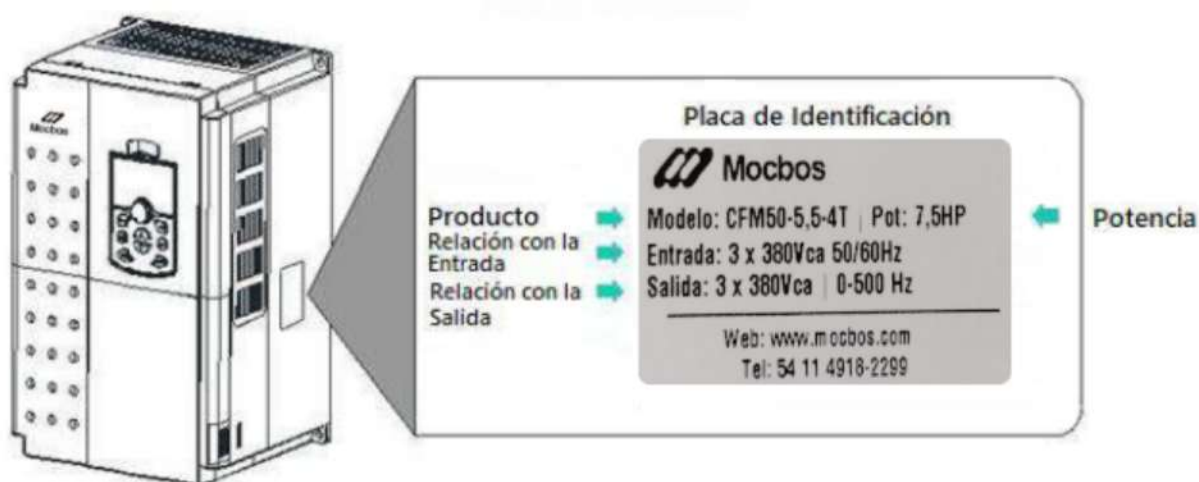 Mocbos
Placa de Identificación
Mocbos
Producto
Modelo: CFM50-5,5-4T | Pot: 7,5HP
Potencia
Relación con la
Entrada
Entrada: 3 x 380Vca 50/60Hz
Relación con la
Salida
Salida: 3 x 380Vca | 0-500 Hz
Web: www.mocbos.com
Tel: 54 11 4918-2299